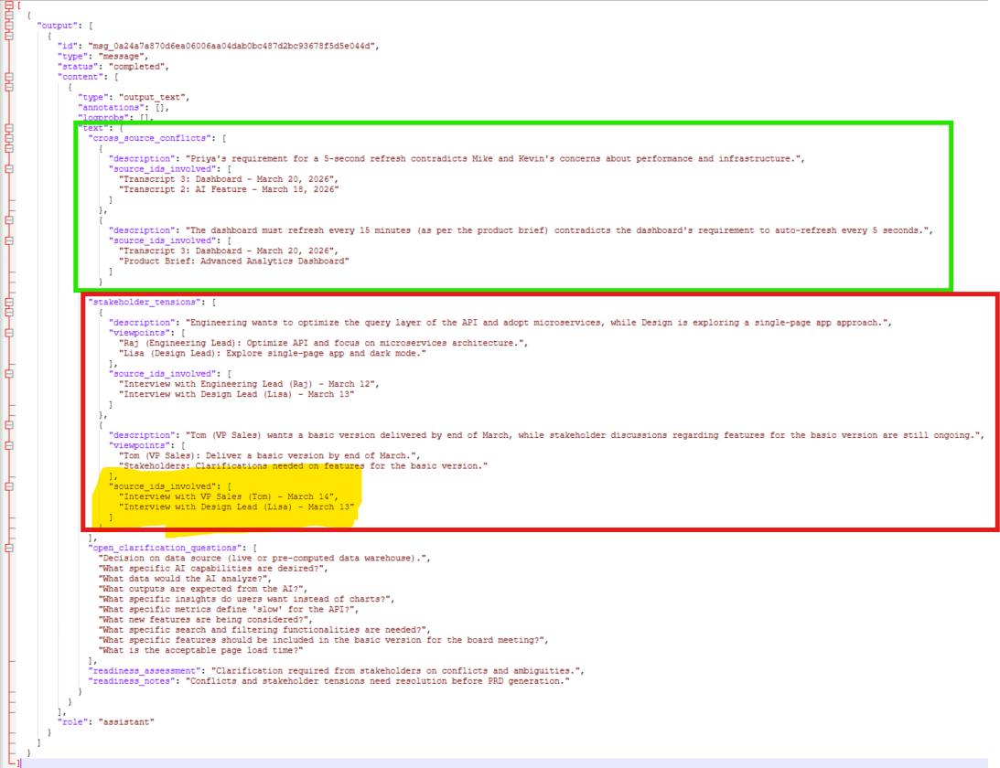 [
{
"output": [
{
"id": "msg_0a24a7a870d6ea06006aa04dab0bc487d2bc93678f5d5e044d",
"type": "message",
"status": "completed",
"content": [
{
"type": "output_text",
"annotations": [],
"logprobs": [],
"text": {
"cross_source_conflicts": [
{
"description": "Priya's requirement for a 5-second refresh contradicts Mike and Kevin's concerns about performance and infrastructure.",
"source_ids_involved": [
"Transcript 3: Dashboard - March 20, 2026",
"Transcript 2: AI Feature - March 18, 2026"
]
},
{
"description": "The dashboard must refresh every 15 minutes (as per the product brief) contradicts the dashboard's requirement to auto-refresh every 5 seconds.",
"source_ids_involved": [
"Transcript 3: Dashboard - March 20, 2026",
"Product Brief: Advanced Analytics Dashboard"
]
}
"stakeholder_tensions": [
{
"description": "Engineering wants to optimize the query layer of the API and adopt microservices, while Design is exploring a single-page app approach.",
"viewpoints": [
"Raj (Engineering Lead): Optimize API and focus on microservices architecture.",
"Lisa (Design Lead): Explore single-page app and dark mode."
],
"source_ids_involved": [
"Interview with Engineering Lead (Raj) - March 12",
"Interview with Design Lead (Lisa) - March 13"
]
},
{
"description": "Tom (VP Sales) wants a basic version delivered by end of March, while stakeholder discussions regarding features for the basic version are still ongoing.",
"viewpoints": [
"Tom (VP Sales): Deliver a basic version by end of March.",
"Stakeholders: Clarifications needed on features for the basic version."
],
"source_ids_involved": [
"Interview with VP Sales (Tom) - March 14",
"Interview with Design Lead (Lisa) - March 13"
]
],
"open_clarification_questions": [
"Decision on data source (live or pre-computed data warehouse).",
"What specific AI capabilities are desired?",
"What data would the AI analyze?",
"What outputs are expected from the AI?",
"What specific insights do users want instead of charts?",
"What specific metrics define 'slow' for the API?",
"What new features are being considered?",
"What specific search and filtering functionalities are needed?",
"What specific features should be included in the basic version for the board meeting?",
"What is the acceptable page load time?"
],
"readiness_assessment": "Clarification required from stakeholders on conflicts and ambiguities.",
"readiness_notes": "Conflicts and stakeholder tensions need resolution before PRD generation."
}
}
],
"role": "assistant"
}
]
}
]